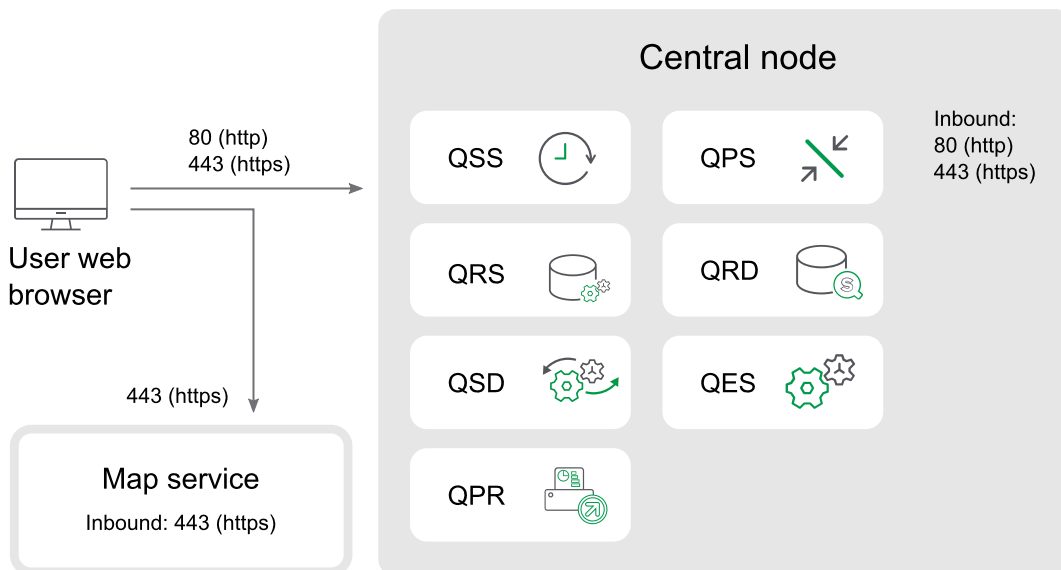 Central node
80 (http)
443 (https)
User web
browser
443 (https)
Map service
Inbound: 443 (https)
QSS
QPS
QRS
QRD
S
QSD
QES
QPR
Inbound:
80 (http)
443 (https)